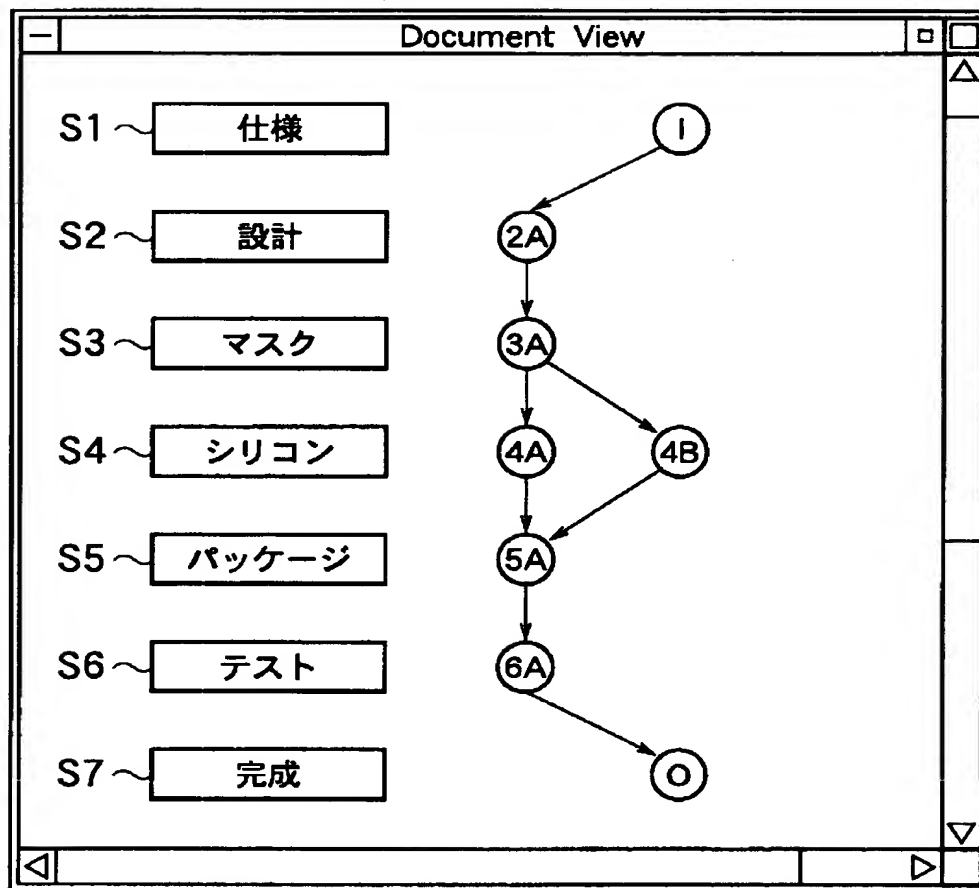 Document View
S1 仕様 I
S2 設計 2A
S3 マスク 3A
S4 シリコン 4A 4B
S5 パッケージ 5A
S6 テスト 6A
S7 完成 O